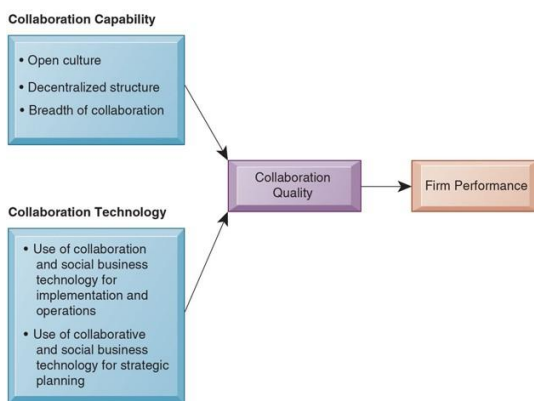 Collaboration Capability
• Open culture
• Decentralized structure
• Breadth of collaboration
Collaboration
Quality
Firm Performance
Collaboration Technology
• Use of collaboration
and social business
technology for
implementation and
operations
• Use of collaborative
and social business
technology for strategic
planning